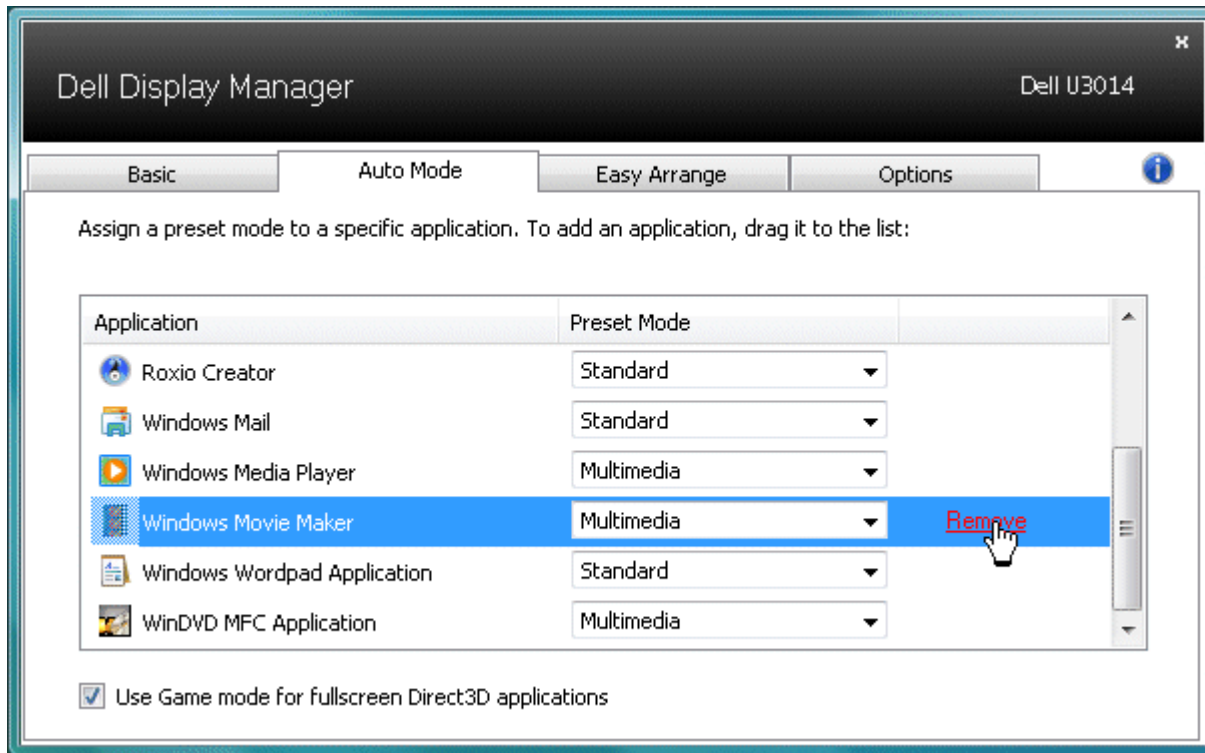 x
Dell Display Manager
Dell U3014
Basic
Auto Mode
Easy Arrange
Options
i
Assign a preset mode to a specific application. To add an application, drag it to the list:
Application Preset Mode
Roxio Creator Standard
Windows Mail Standard
Windows Media Player Multimedia
Windows Movie Maker Multimedia Remove
Windows Wordpad Application Standard
WinDVD MFC Application Multimedia
Use Game mode for fullscreen Direct3D applications